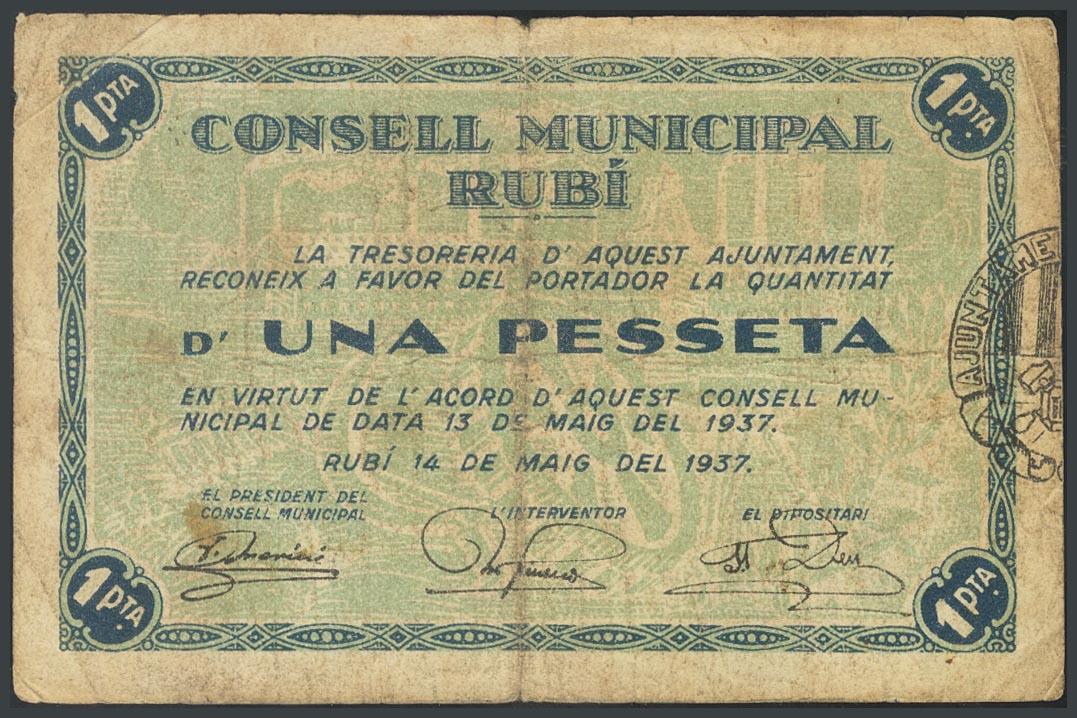 1 PTA
1 PTA.
CONSELL MUNICIPAL
RUBÍ
LA TRESORERIA D' AQUEST AJUNTAMENT,
RECONEIX A FAVOR DEL PORTADOR LA QUANTITAT
D' UNA PESSETA
EN VIRTUT DE L'ACORD D'AQUEST CONSELL MU-
NICIPAL DE DATA 13 DE MAIG DEL 1937.
RUBÍ 14 DE MAIG DEL 1937.
EL PRESIDENT DEL
CONSELL MUNICIPAL
L'INTERVENTOR
EL DIPOSITARI
AJUNTAME
1 PTA.
1 PTA.